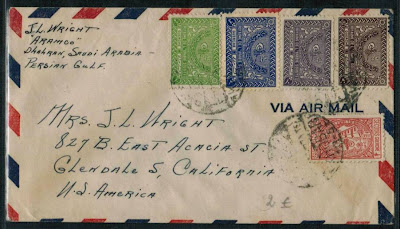 J.L. WRIGHT
"ARAMCO"
DHAHRAN, SAUDI ARABIA -
PERSIAN GULF.
VIA AIR MAIL
MRS. J. L. WRIGHT
827 B. EAST ACACIA ST.
GLENDALE 5, CALIFORNIA
U.S. AMERICA
2 £